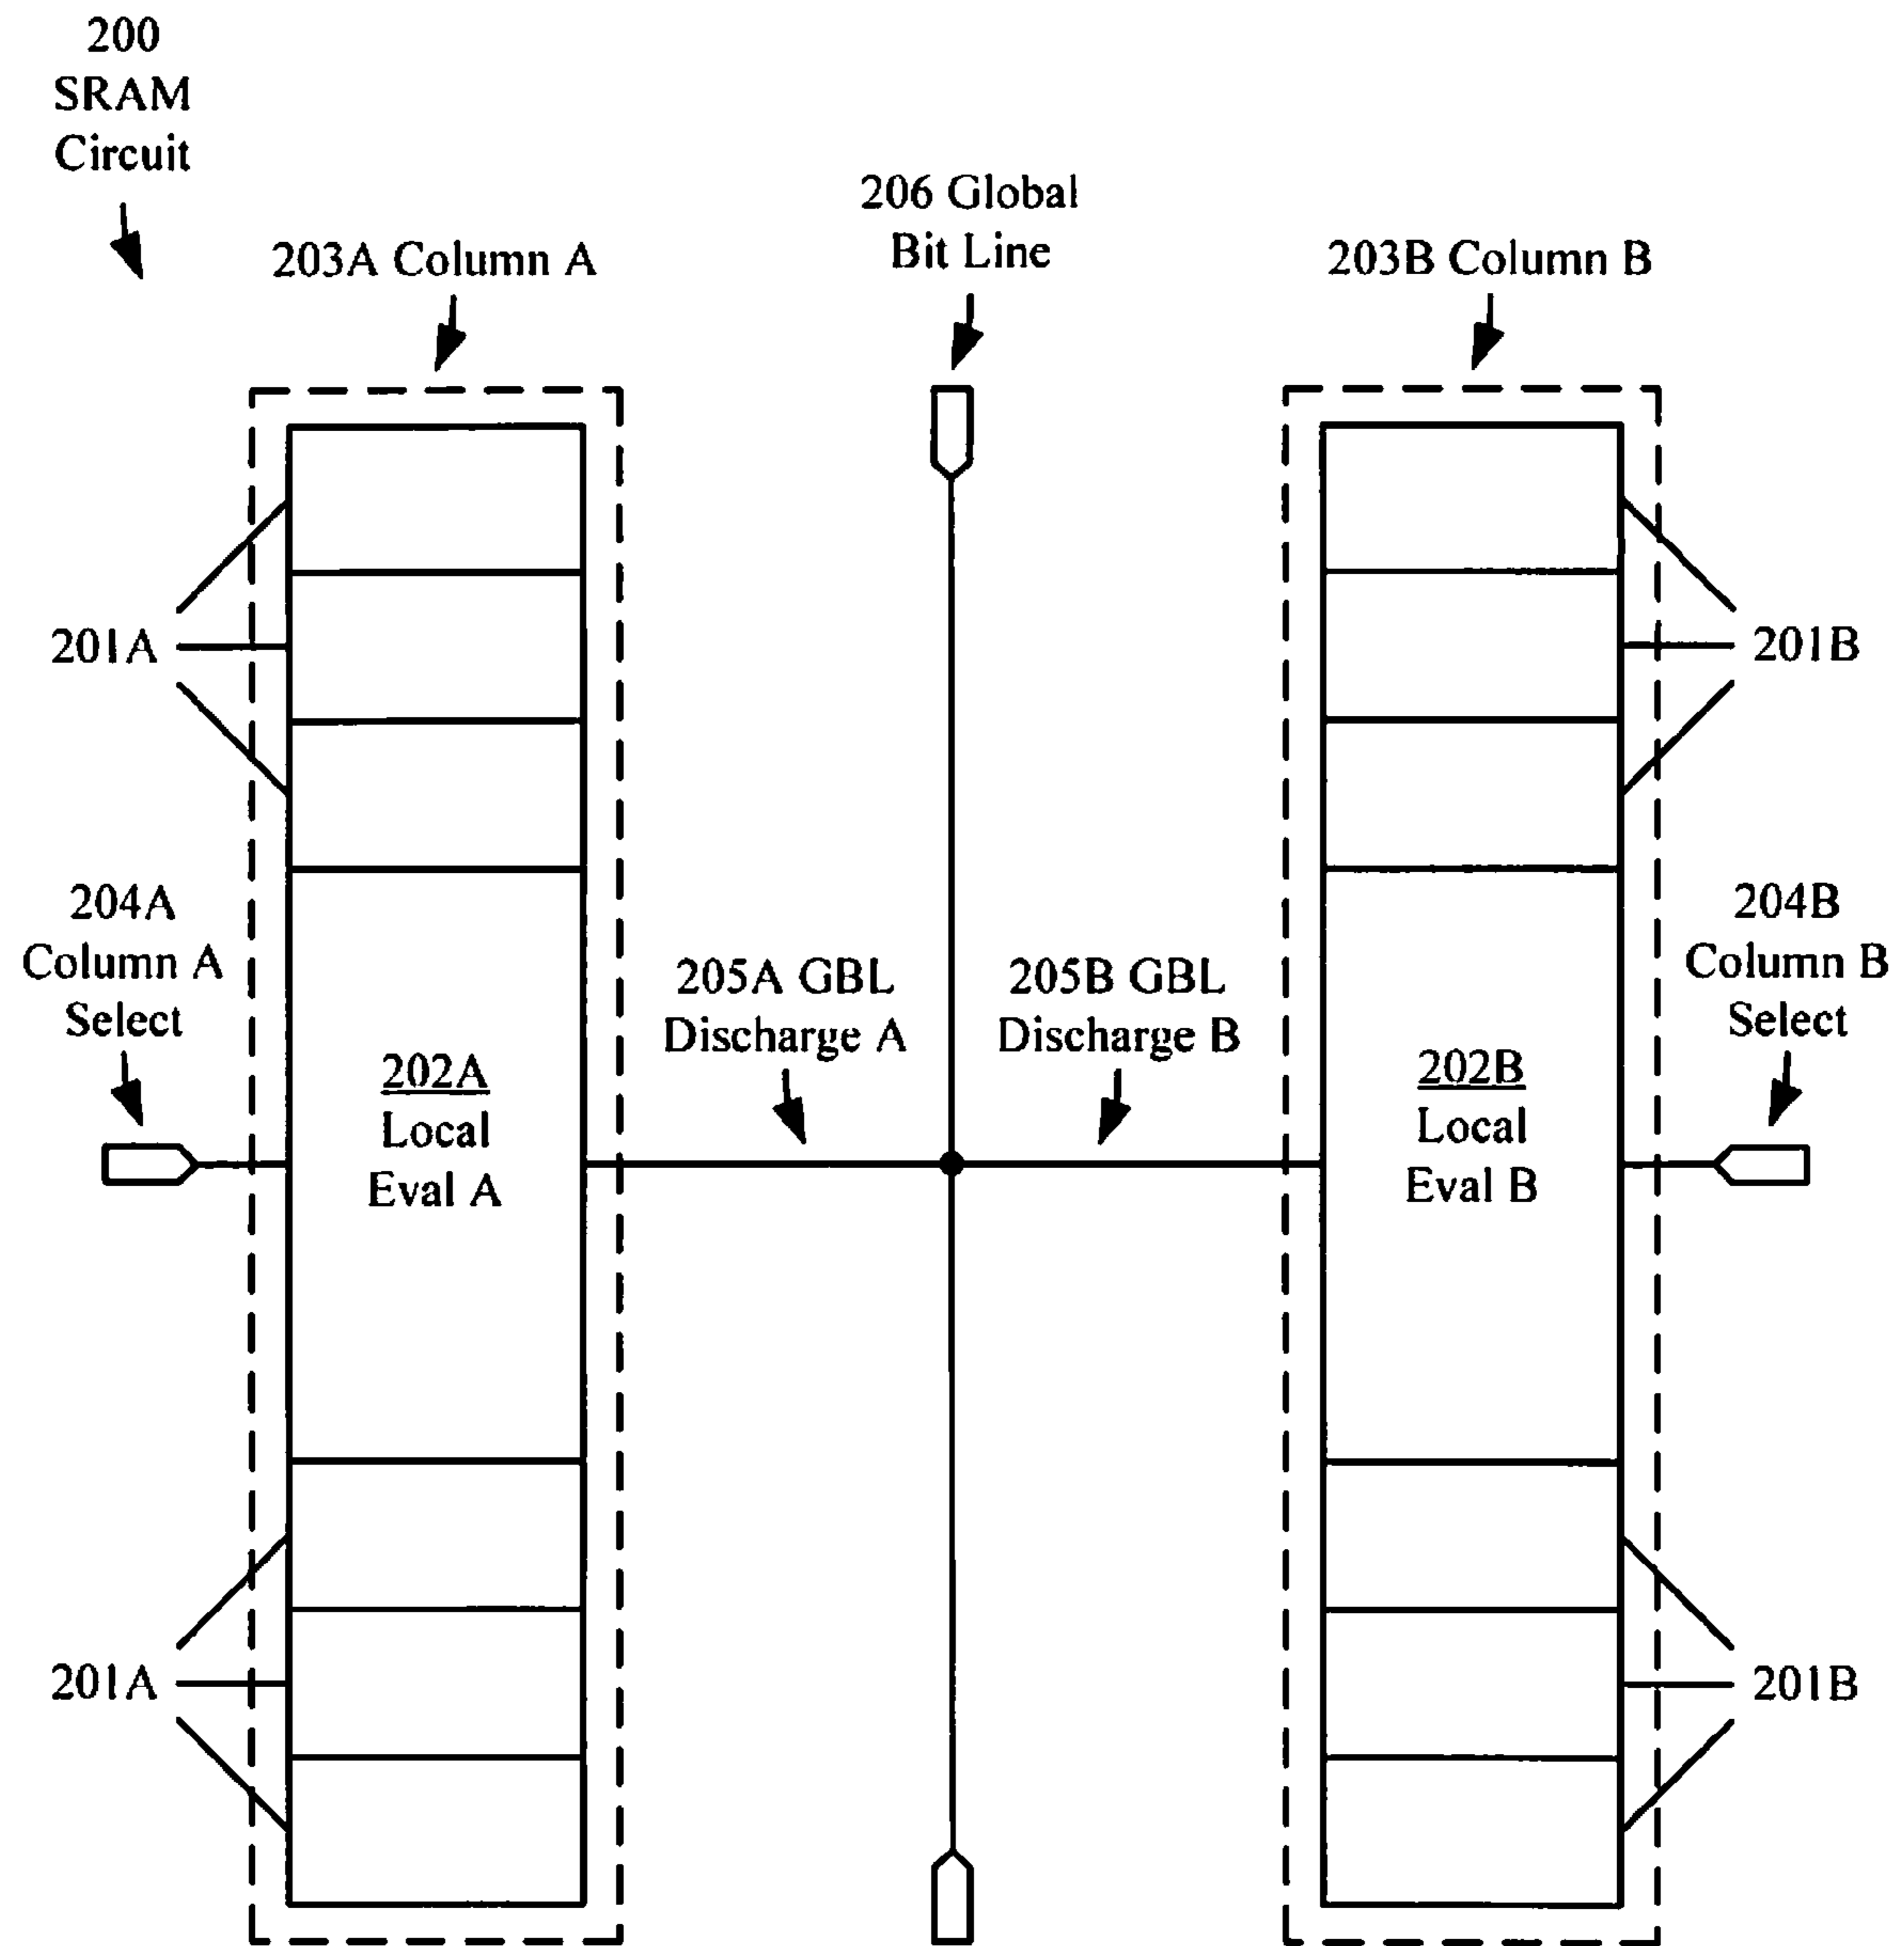 200
SRAM
Circuit
206 Global
Bit Line
203A Column A
203B Column B
201A
201B
204A
Column A
Select
204B
Column B
Select
205A GBL
Discharge A
205B GBL
Discharge B
202A
Local
Eval A
202B
Local
Eval B
201A
201B